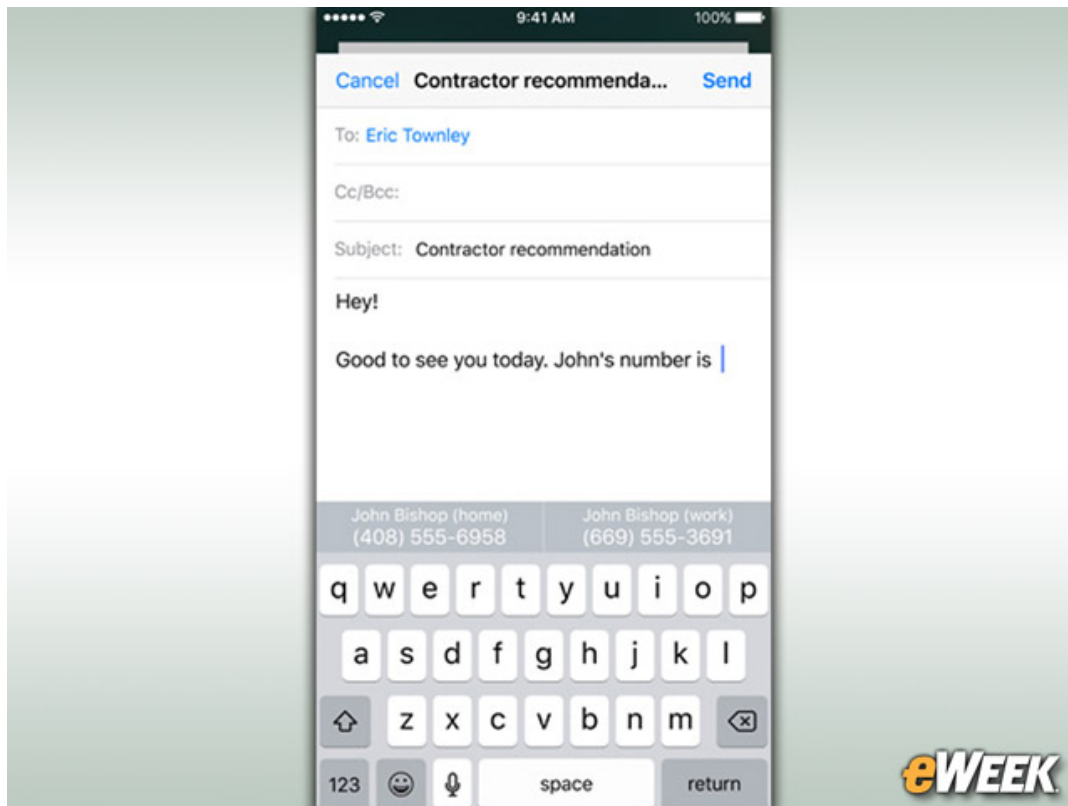 9:41 AM 100%
Cancel Contractor recommenda... Send
To: Eric Townley
Cc/Bcc:
Subject: Contractor recommendation
Hey!
Good to see you today. John's number is
John Bishop (home) John Bishop (work)
(408) 555-6958 (669) 555-3691
q w e r t y u i o p
a s d f g h j k l
z x c v b n m
123 space return
eWEEK